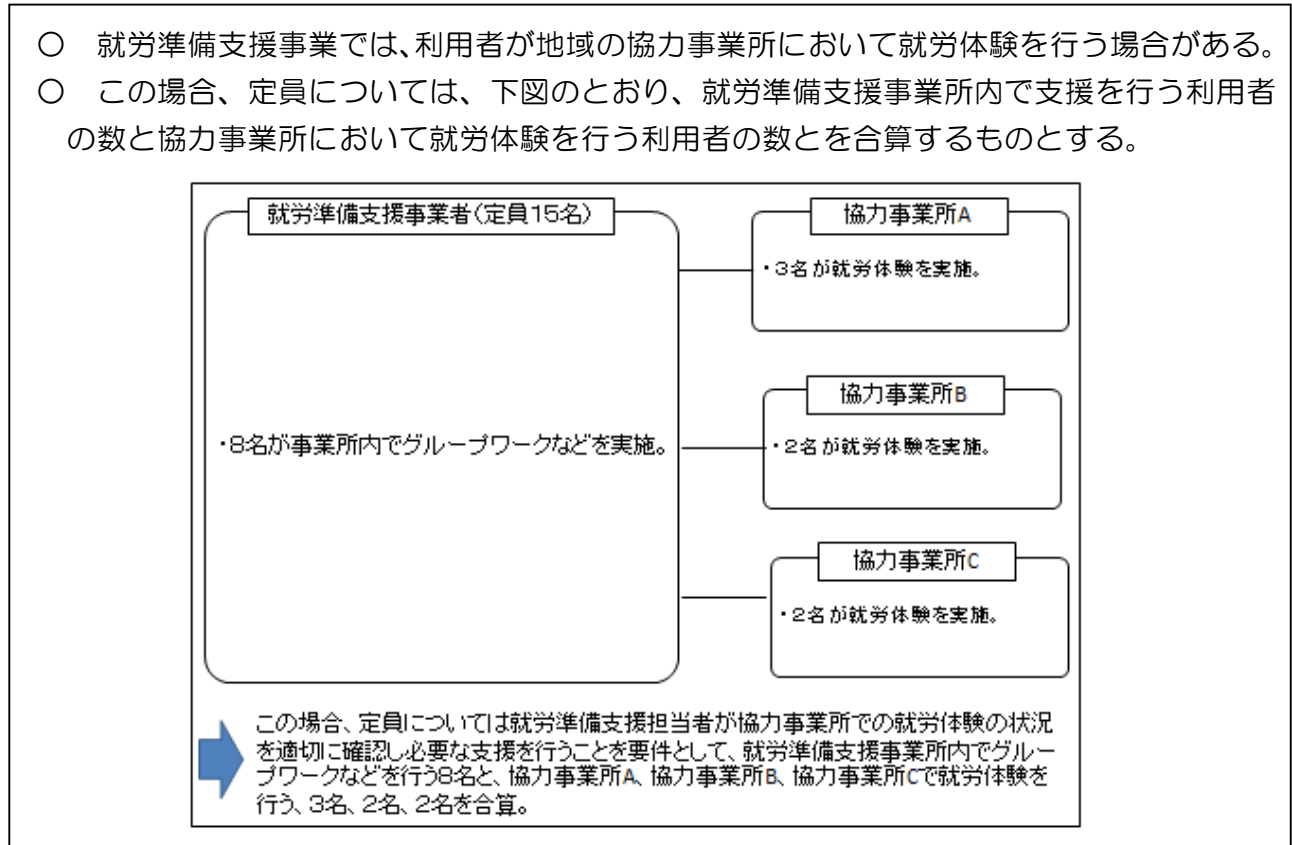 ○　就労準備支援事業では、利用者が地域の協力事業所において就労体験を行う場合がある。
○　この場合、定員については、下図のとおり、就労準備支援事業所内で支援を行う利用者
の数と協力事業所において就労体験を行う利用者の数とを合算するものとする。
就労準備支援事業者（定員15名）
・8名が事業所内でグループワークなどを実施。
協力事業所A
・3名が就労体験を実施。
協力事業所B
・2名が就労体験を実施。
協力事業所C
・2名が就労体験を実施。
この場合、定員については就労準備支援担当者が協力事業所での就労体験の状況
を適切に確認し必要な支援を行うことを要件として、就労準備支援事業所内でグルー
プワークなどを行う8名と、協力事業所A、協力事業所B、協力事業所Cで就労体験を
行う、3名、2名、2名を合算。